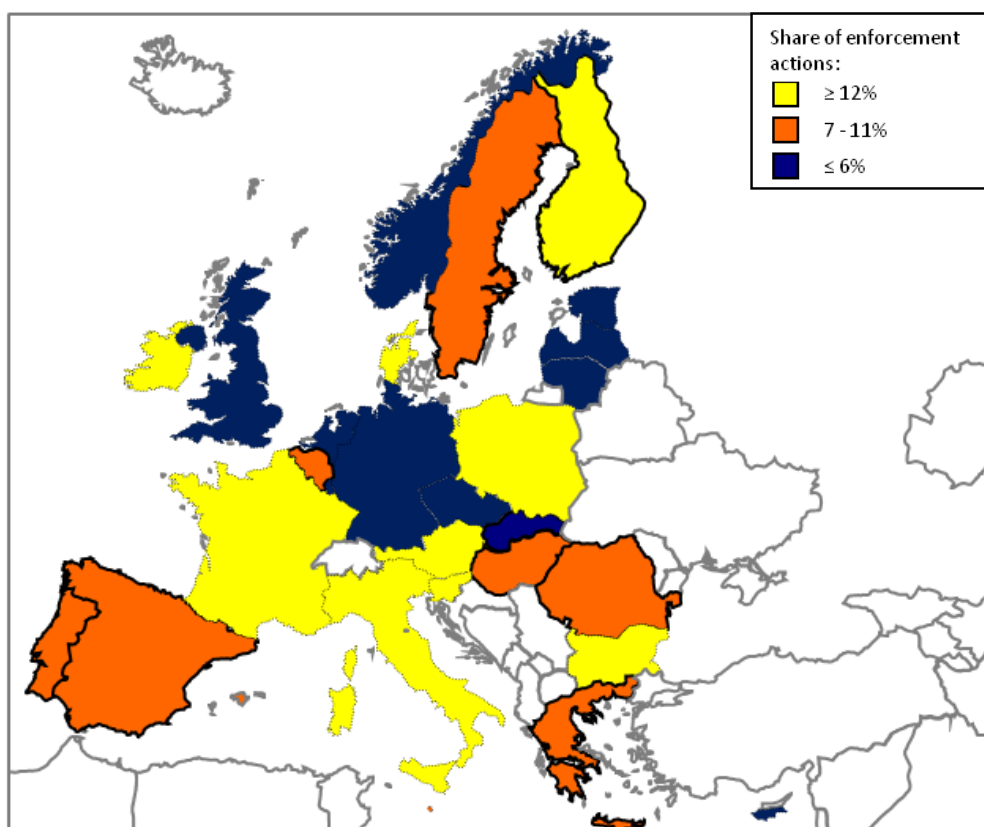 Share of enforcement
actions:
≥ 12%
7 - 11%
≤ 6%